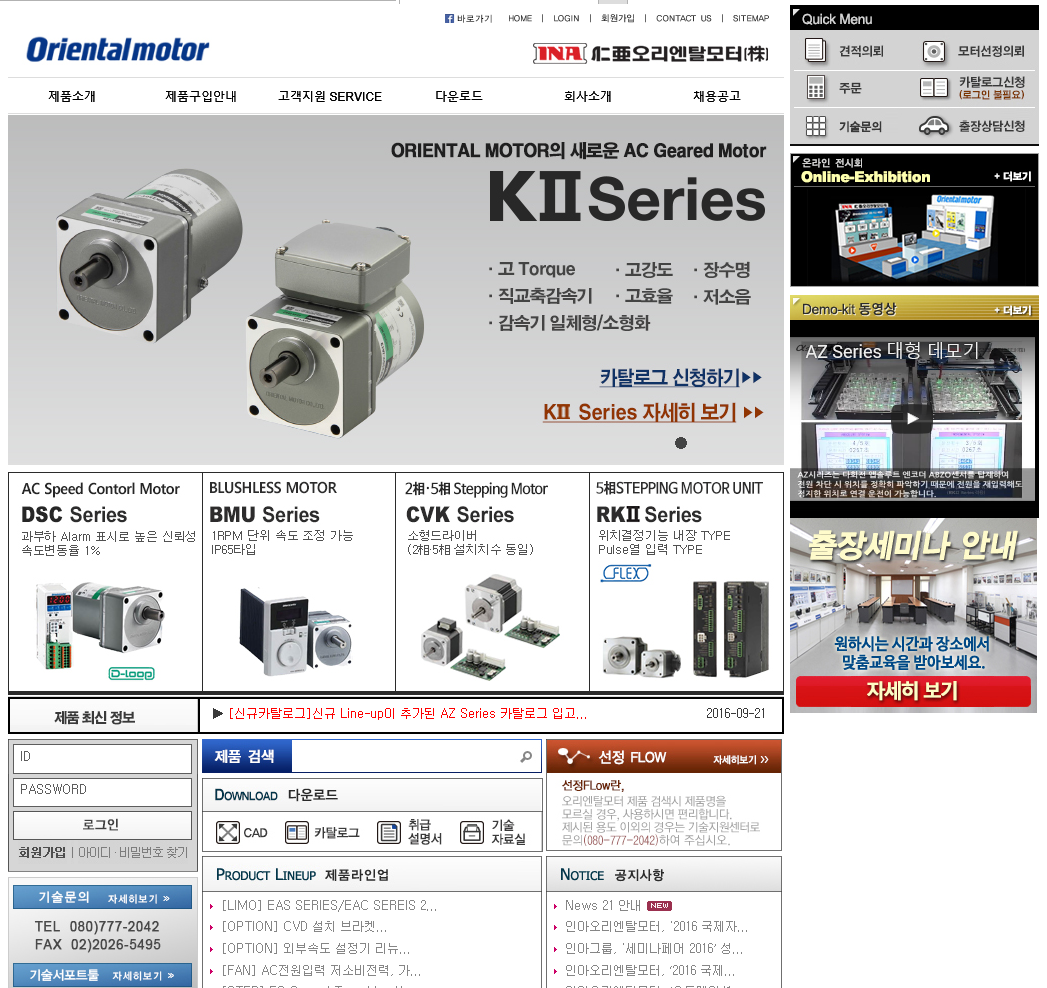 바로가기 HOME | LOGIN | 회원가입 | CONTACT US | SITEMAP
Orientalmotor
INA 仁亜오리엔탈모터(株)
제품소개 제품구입안내 고객지원 SERVICE 다운로드 회사소개 채용공고
ORIENTAL MOTOR의 새로운 AC Geared Motor
KⅡ Series
· 고 Torque · 고강도 · 장수명
· 직교축감속기 · 고효율 · 저소음
· 감속기 일체형/소형화
카탈로그 신청하기
KⅡ Series 자세히 보기
AC Speed Contorl Motor
DSC Series
과부하 Alarm 표시로 높은 신뢰성
속도변동율 1%
D-loop
BLUSHLESS MOTOR
BMU Series
1RPM 단위 속도 조정 가능
IP65타입
2相·5相 Stepping Motor
CVK Series
소형드라이버
(2相·5相 설치치수 동일)
5相STEPPING MOTOR UNIT
RKⅡ Series
위치결정기능 내장 TYPE
Pulse열 입력 TYPE
FLEX
제품 최신 정보
▶ [신규카탈로그]신규 Line-up이 추가된 AZ Series 카탈로그 입고... 2016-09-21
ID
PASSWORD
로그인
회원가입 | 아이디 · 비밀번호 찾기
기술문의 자세히보기 »
TEL 080)777-2042
FAX 02)2026-5495
기술서포트툴 자세히보기 »
제품 검색
DOWNLOAD 다운로드
CAD
카탈로그
취급
설명서
기술
자료실
PRODUCT LINEUP 제품라인업
[LIMO] EAS SERIES/EAC SEREIS 2...
[OPTION] CVD 설치 브라켓...
[OPTION] 외부속도 설정기 리뉴...
[FAN] AC전원입력 저소비전력, 가...
선정 FLOW 자세히보기 »
선정FLow란,
오리엔탈모터 제품 검색시 제품명을
모르실 경우, 사용하시면 편리합니다.
제시된 용도 이외의 경우는 기술지원센터로
문의(080-777-2042)하여 주십시오.
NOTICE 공지사항
News 21 안내 NEW
인아오리엔탈모터, '2016 국제자...
인아그룹, '세미나페어 2016' 성...
인아오리엔탈모터, '2016 국제...
Quick Menu
견적의뢰
모터선정의뢰
주문
카탈로그신청
(로그인 불필요)
기술문의
출장상담신청
온라인 전시회
Online-Exhibition + 더보기
INA
Orientalmotor
Demo-kit 동영상 + 더보기
AZ Series 대형 데모기
AZ시리즈는 다회전 앱솔루트 엔코더 ABZO센서를 탑재하여
전원 차단 시 위치를 정확히 파악하기 때문에 전원을 재입력해도
정지한 위치로 연결 운전이 가능합니다.
출장세미나 안내
원하시는 시간과 장소에서
맞춤교육을 받아보세요.
자세히 보기